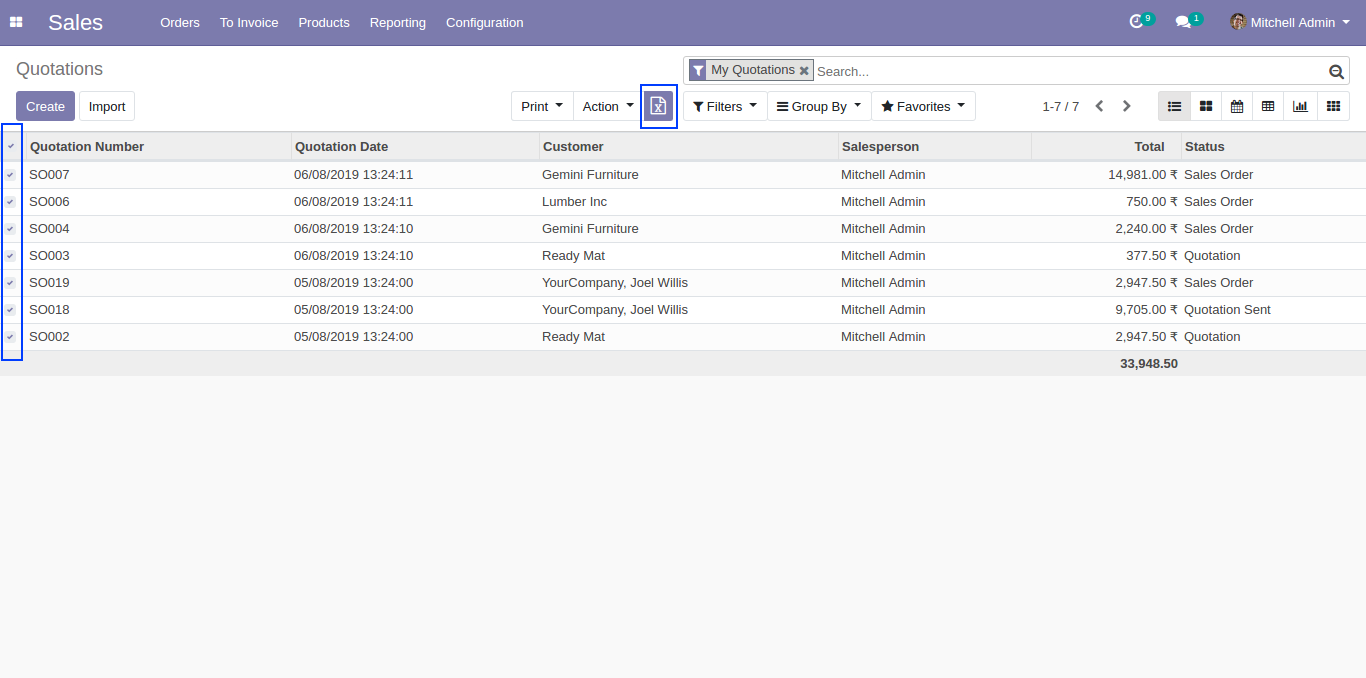 Sales Orders To Invoice Products Reporting Configuration 9 1 Mitchell Admin
Quotations My Quotations Search...
Create Import Print Action X Filters Group By Favorites 1-7 / 7
Quotation Number Quotation Date Customer Salesperson Total Status
SO007 06/08/2019 13:24:11 Gemini Furniture Mitchell Admin 14,981.00 ₹ Sales Order
SO006 06/08/2019 13:24:11 Lumber Inc Mitchell Admin 750.00 ₹ Sales Order
SO004 06/08/2019 13:24:10 Gemini Furniture Mitchell Admin 2,240.00 ₹ Sales Order
SO003 06/08/2019 13:24:10 Ready Mat Mitchell Admin 377.50 ₹ Quotation
SO019 05/08/2019 13:24:00 YourCompany, Joel Willis Mitchell Admin 2,947.50 ₹ Sales Order
SO018 05/08/2019 13:24:00 YourCompany, Joel Willis Mitchell Admin 9,705.00 ₹ Quotation Sent
SO002 05/08/2019 13:24:00 Ready Mat Mitchell Admin 2,947.50 ₹ Quotation
33,948.50